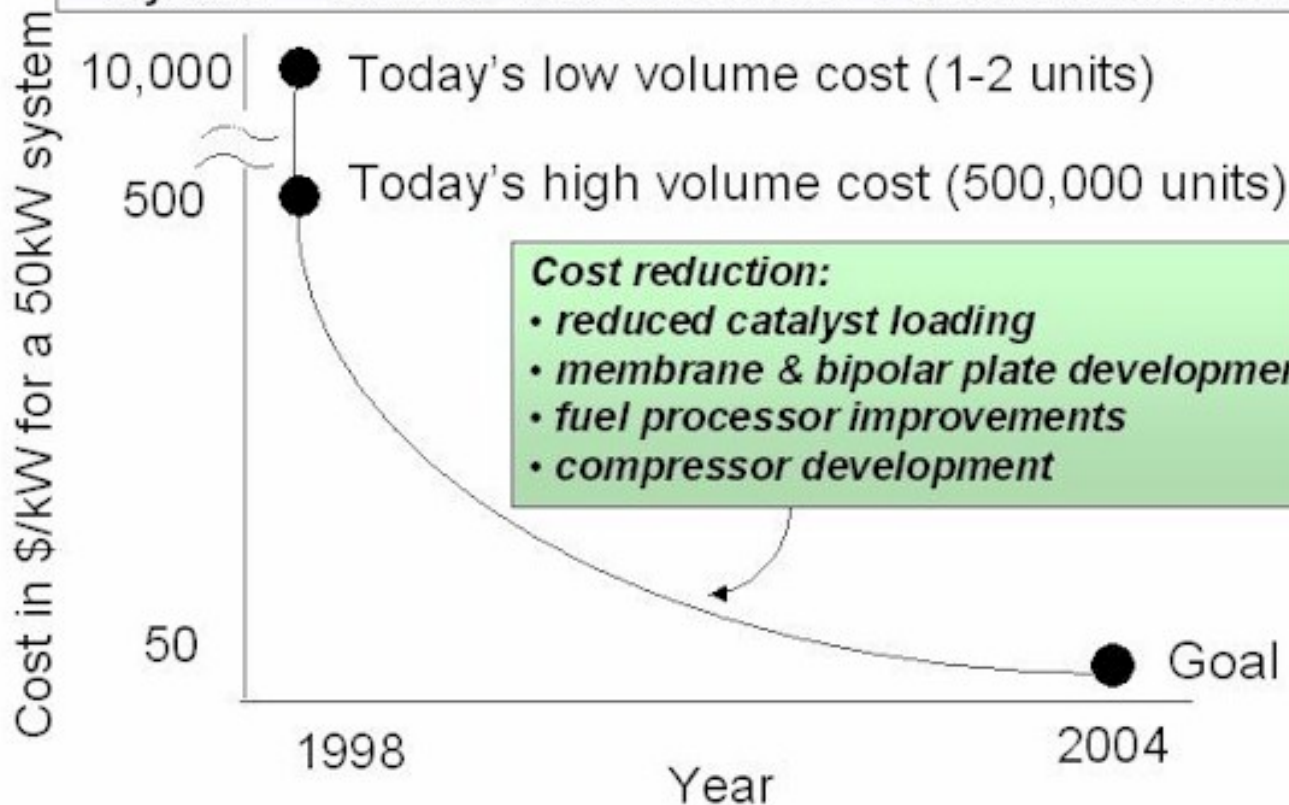 10,000
Today's low volume cost (1-2 units)
500
Today's high volume cost (500,000 units)
Cost reduction:
• reduced catalyst loading
• membrane & bipolar plate
• fuel processor improvements
• compressor development
50
Goal
1998
2004
Year
Cost in $/kW for a 50kW system